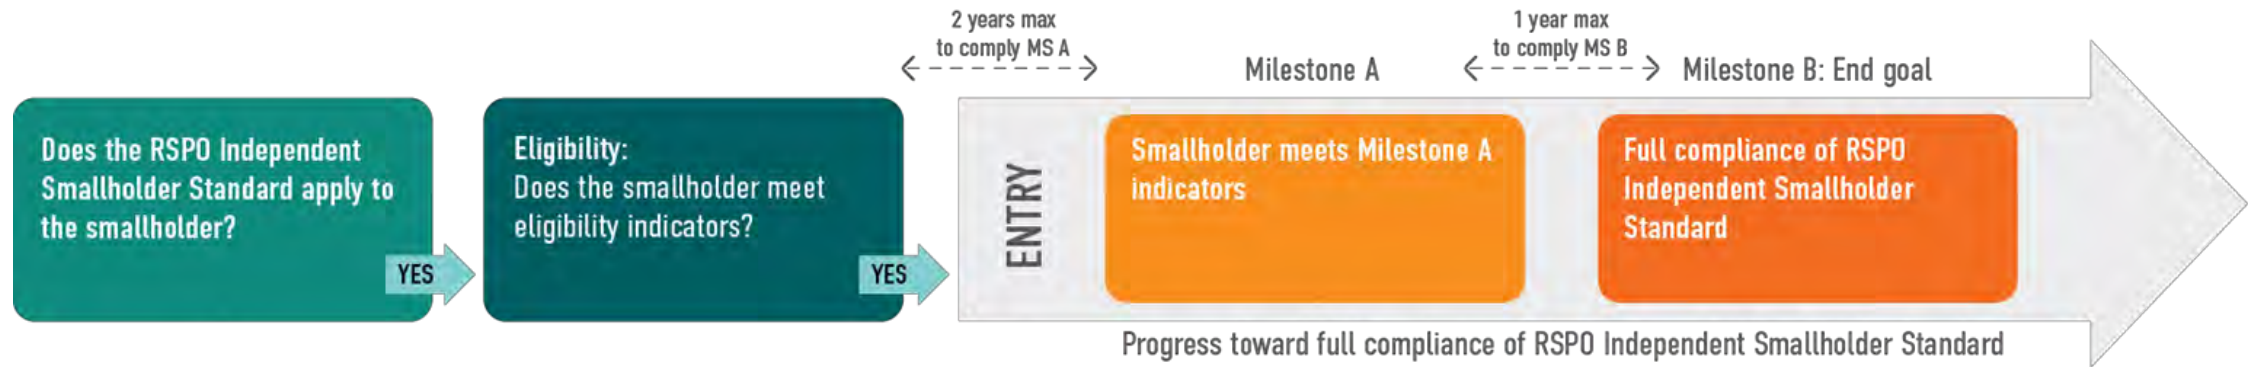 2 years max
to comply MS A
1 year max
to comply MS B
Milestone A
Milestone B: End goal
Does the RSPO Independent
Smallholder Standard apply to
the smallholder?
YES
Eligibility:
Does the smallholder meet
eligibility indicators?
YES
ENTRY
Smallholder meets Milestone A
indicators
Full compliance of RSPO
Independent Smallholder
Standard
Progress toward full compliance of RSPO Independent Smallholder Standard